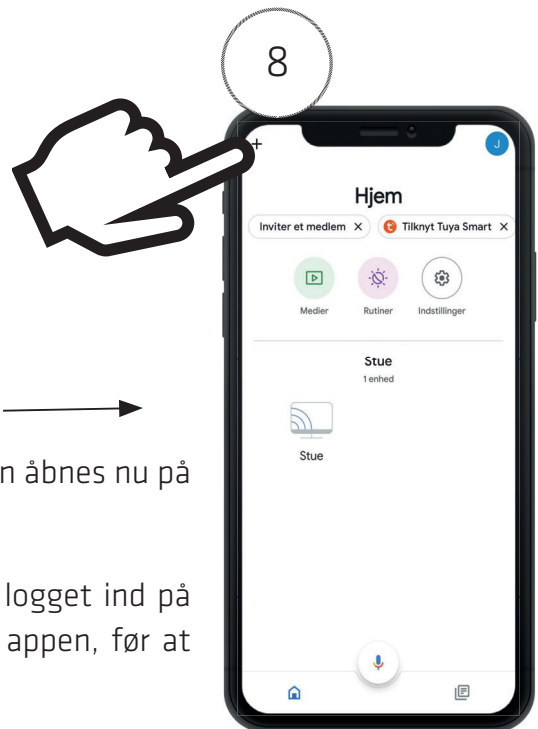 8
+
J
Hjem
Inviter et medlem X
t Tilknyt Tuya Smart X
Medier Rutiner Indstillinger
Stue
1 enhed
Stue
n åbnes nu på
logget ind på
appen, før at